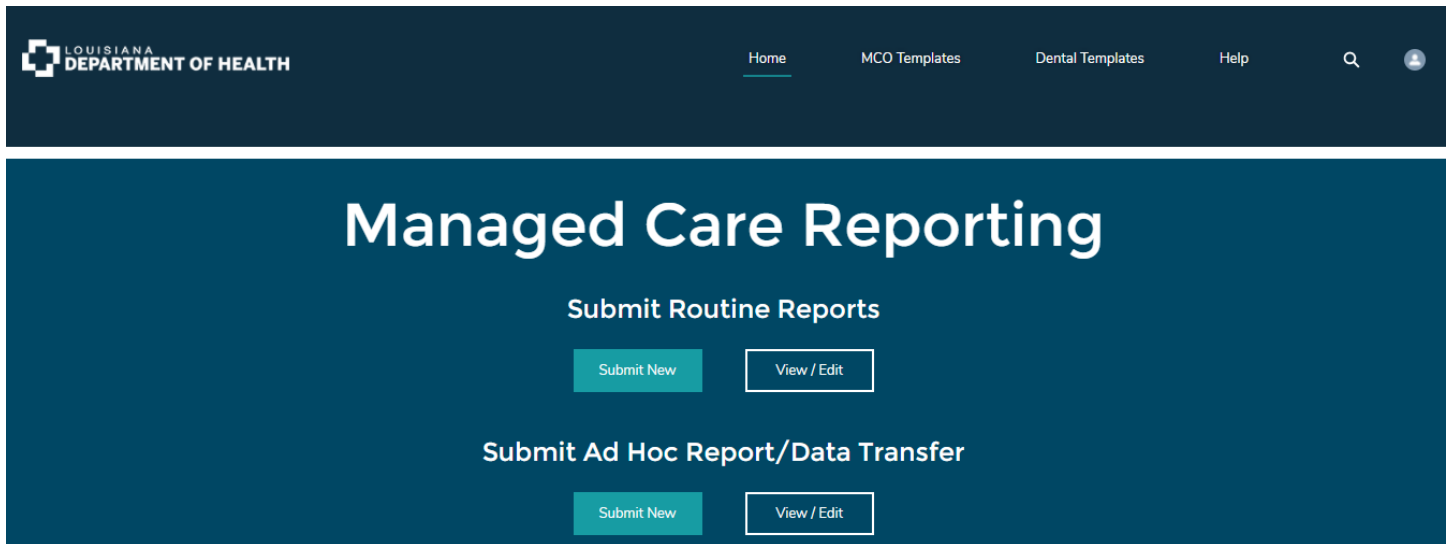 LOUISIANA
DEPARTMENT OF HEALTH
Home MCO Templates Dental Templates Help
Managed Care Reporting
Submit Routine Reports
Submit New View / Edit
Submit Ad Hoc Report/Data Transfer
Submit New View / Edit